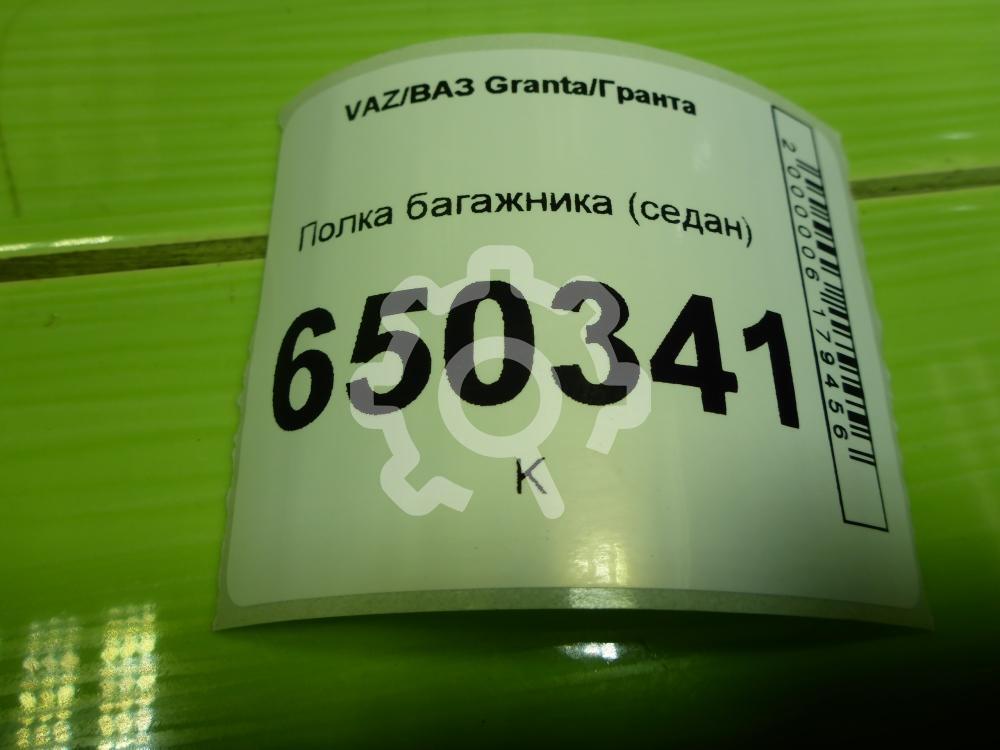 VAZ/ВАЗ Granta/Гранта
Полка багажника (седан)
650341
К
2000006179456